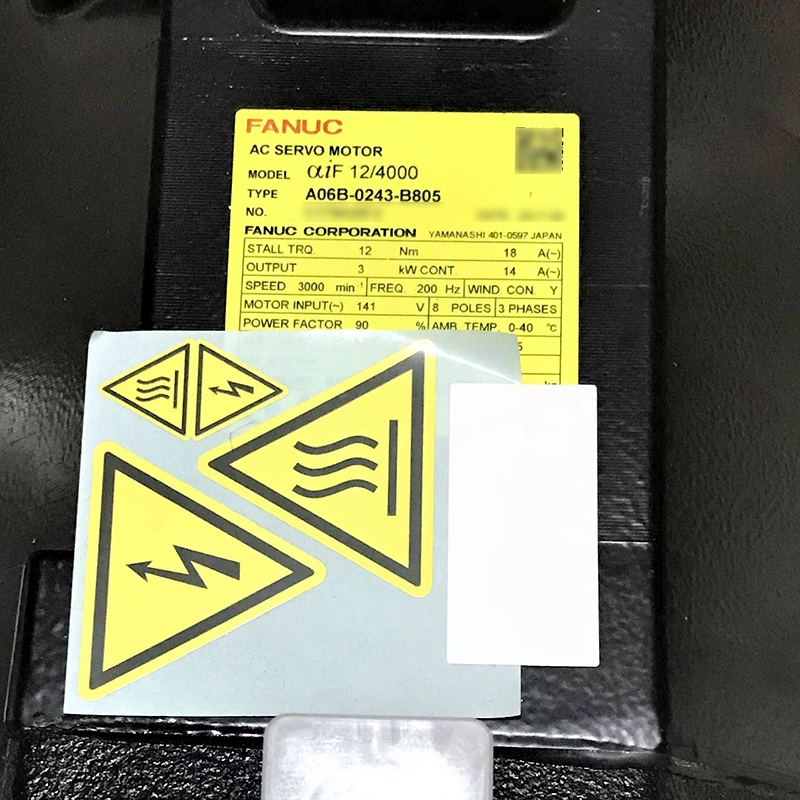 FANUC
AC SERVO MOTOR
MODEL αiF 12/4000
TYPE A06B-0243-B805
NO.
FANUC CORPORATION YAMANASHI 401-0597 JAPAN
STALL TRQ. 12 Nm 18 A(~)
OUTPUT 3 kW CONT. 14 A(~)
SPEED 3000 min⁻¹ FREQ. 200 Hz WIND. CON. Y
MOTOR INPUT(~) 141 V 8 POLES 3 PHASES
POWER FACTOR 90 % AMB. TEMP. 0-40 °C